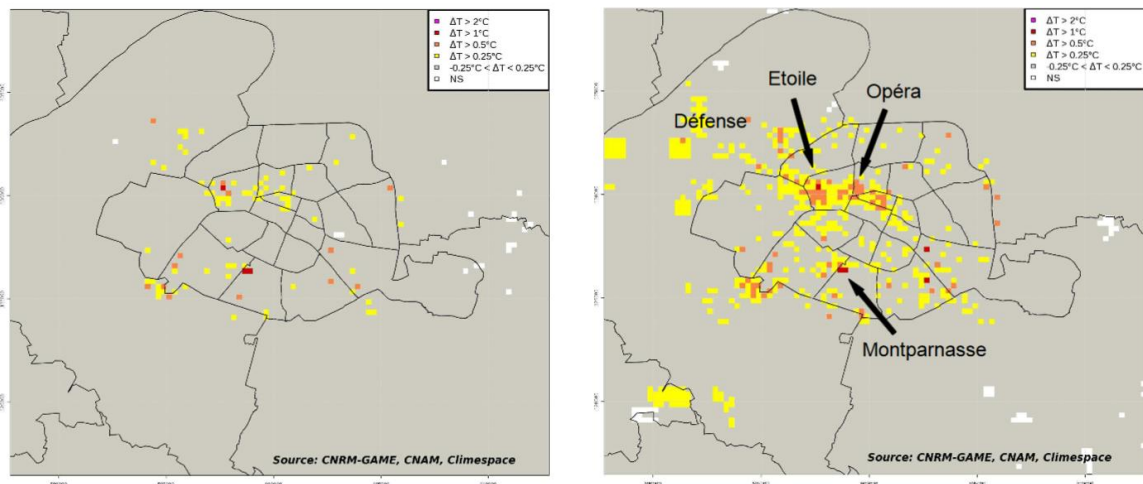 ΔT > 2°C
ΔT > 1°C
ΔT > 0.5°C
ΔT > 0.25°C
-0.25°C < ΔT < 0.25°C
NS
Source: CNRM-GAME, CNAM, Climespace
ΔT > 2°C
ΔT > 1°C
ΔT > 0.5°C
ΔT > 0.25°C
-0.25°C < ΔT < 0.25°C
NS
Etoile
Opéra
Défense
Montparnasse
Source: CNRM-GAME, CNAM, Climespace